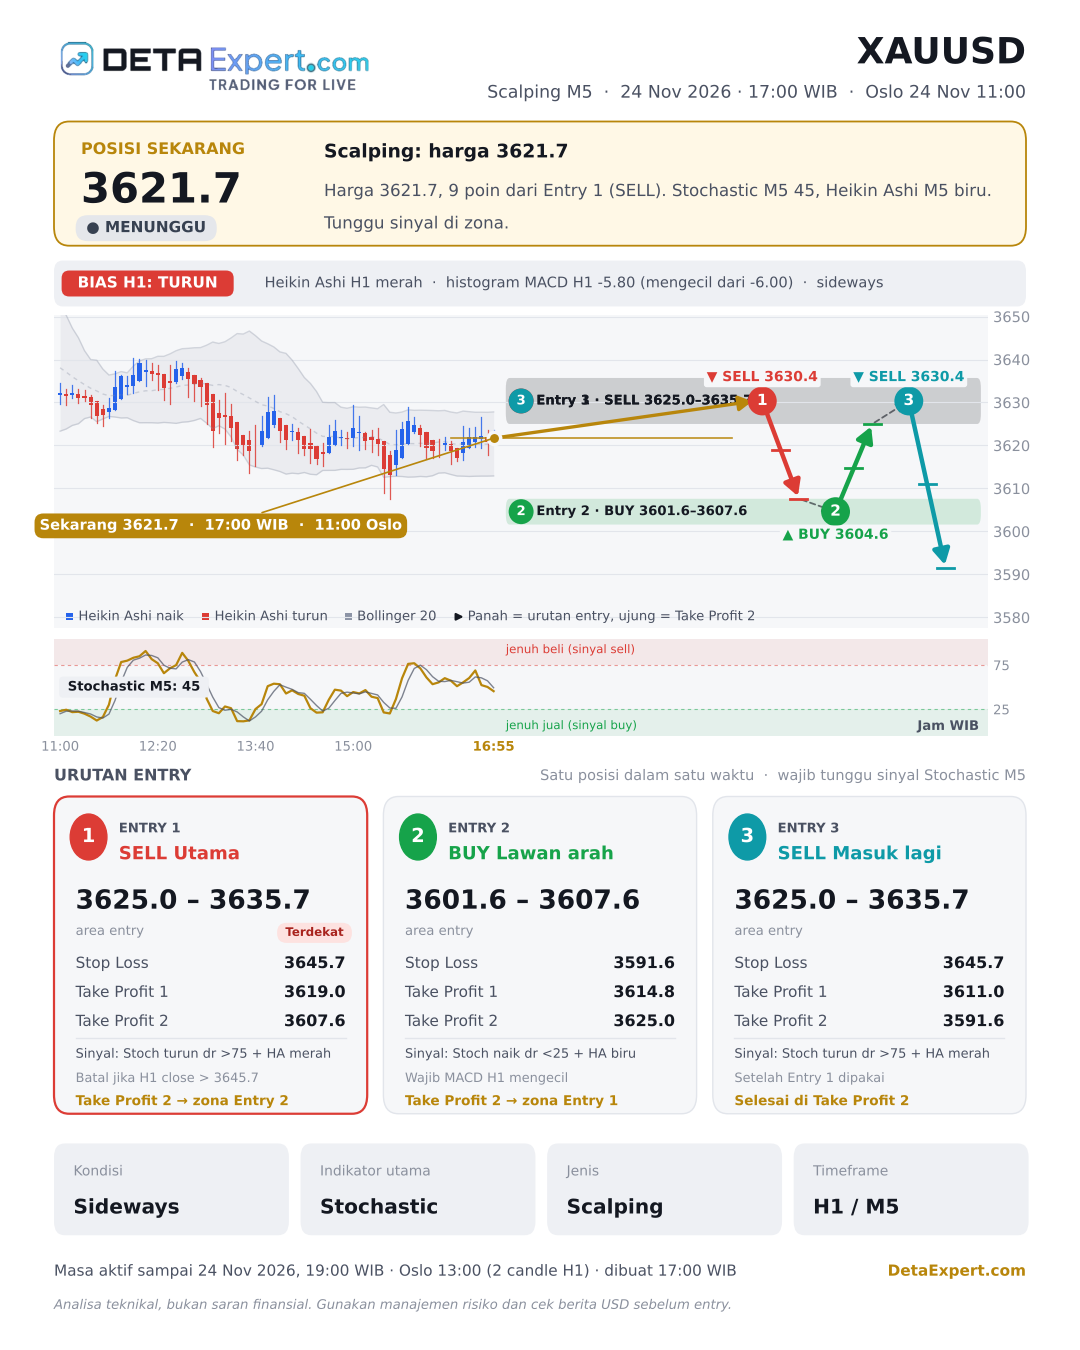 DETA Expert.com
TRADING FOR LIVE
XAUUSD
Scalping M5 · 24 Nov 2026 · 17:00 WIB · Oslo 24 Nov 11:00
POSISI SEKARANG
3621.7
● MENUNGGU
Scalping: harga 3621.7
Harga 3621.7, 9 poin dari Entry 1 (SELL). Stochastic M5 45, Heikin Ashi M5 biru.
Tunggu sinyal di zona.
BIAS H1: TURUN
Heikin Ashi H1 merah · histogram MACD H1 -5.80 (mengecil dari -6.00) · sideways
3650
3640
3630
3620
3610
3600
3590
3580
▼ SELL 3630.4
▼ SELL 3630.4
3 Entry 3 · SELL 3625.0–3635.7
1
3
2 Entry 2 · BUY 3601.6–3607.6
2
▲ BUY 3604.6
Sekarang 3621.7 · 17:00 WIB · 11:00 Oslo
Heikin Ashi naik
Heikin Ashi turun
Bollinger 20
Panah = urutan entry, ujung = Take Profit 2
jenuh beli (sinyal sell)
75
Stochastic M5: 45
25
jenuh jual (sinyal buy)
Jam WIB
11:00 12:20 13:40 15:00 16:55
URUTAN ENTRY
Satu posisi dalam satu waktu · wajib tunggu sinyal Stochastic M5
1
ENTRY 1
SELL Utama
3625.0 – 3635.7
area entry
Terdekat
Stop Loss 3645.7
Take Profit 1 3619.0
Take Profit 2 3607.6
Sinyal: Stoch turun dr >75 + HA merah
Batal jika H1 close > 3645.7
Take Profit 2 → zona Entry 2
2
ENTRY 2
BUY Lawan arah
3601.6 – 3607.6
area entry
Stop Loss 3591.6
Take Profit 1 3614.8
Take Profit 2 3625.0
Sinyal: Stoch naik dr <25 + HA biru
Wajib MACD H1 mengecil
Take Profit 2 → zona Entry 1
3
ENTRY 3
SELL Masuk lagi
3625.0 – 3635.7
area entry
Stop Loss 3645.7
Take Profit 1 3611.0
Take Profit 2 3591.6
Sinyal: Stoch turun dr >75 + HA merah
Setelah Entry 1 dipakai
Selesai di Take Profit 2
Kondisi
Sideways
Indikator utama
Stochastic
Jenis
Scalping
Timeframe
H1 / M5
Masa aktif sampai 24 Nov 2026, 19:00 WIB · Oslo 13:00 (2 candle H1) · dibuat 17:00 WIB
DetaExpert.com
Analisa teknikal, bukan saran finansial. Gunakan manajemen risiko dan cek berita USD sebelum entry.